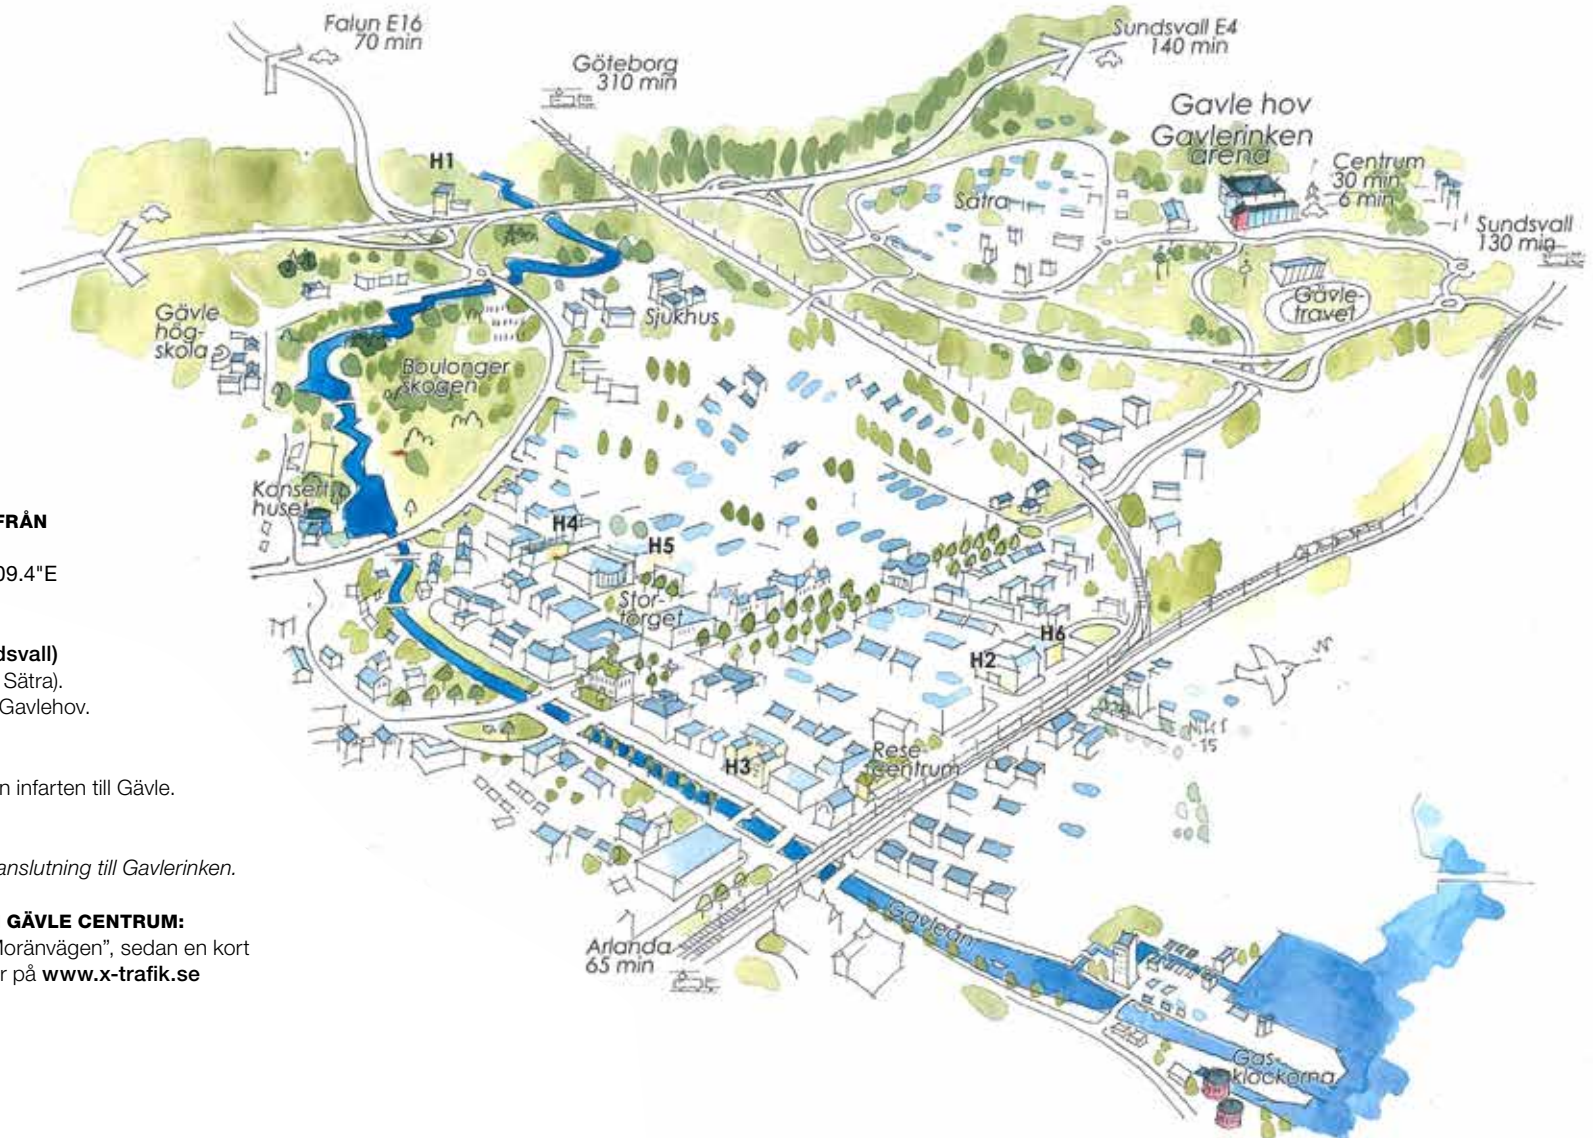 Falun E16
70 min
Göteborg
310 min
Sundsvall E4
140 min
Gavle hov
Gavlerinken
arena
Centrum
30 min
6 min
Sundsvall
130 min
H1
Sätra
Gävle-
travet
Gävle
hög-
skola
Sjukhus
Boulonger
skogen
Konsert
huset
H4
H5
Stor-
torget
H6
H2
H3
Rese-
centrum
Arlanda
65 min
Gavleån
Gas-
klockorna
FRÅN
09.4"E
dsvall)
Sätra).
Gavlehov.
n infarten till Gävle.
anslutning till Gavlerinken.
GÄVLE CENTRUM:
Moränvägen”, sedan en kort
r på www.x-trafik.se